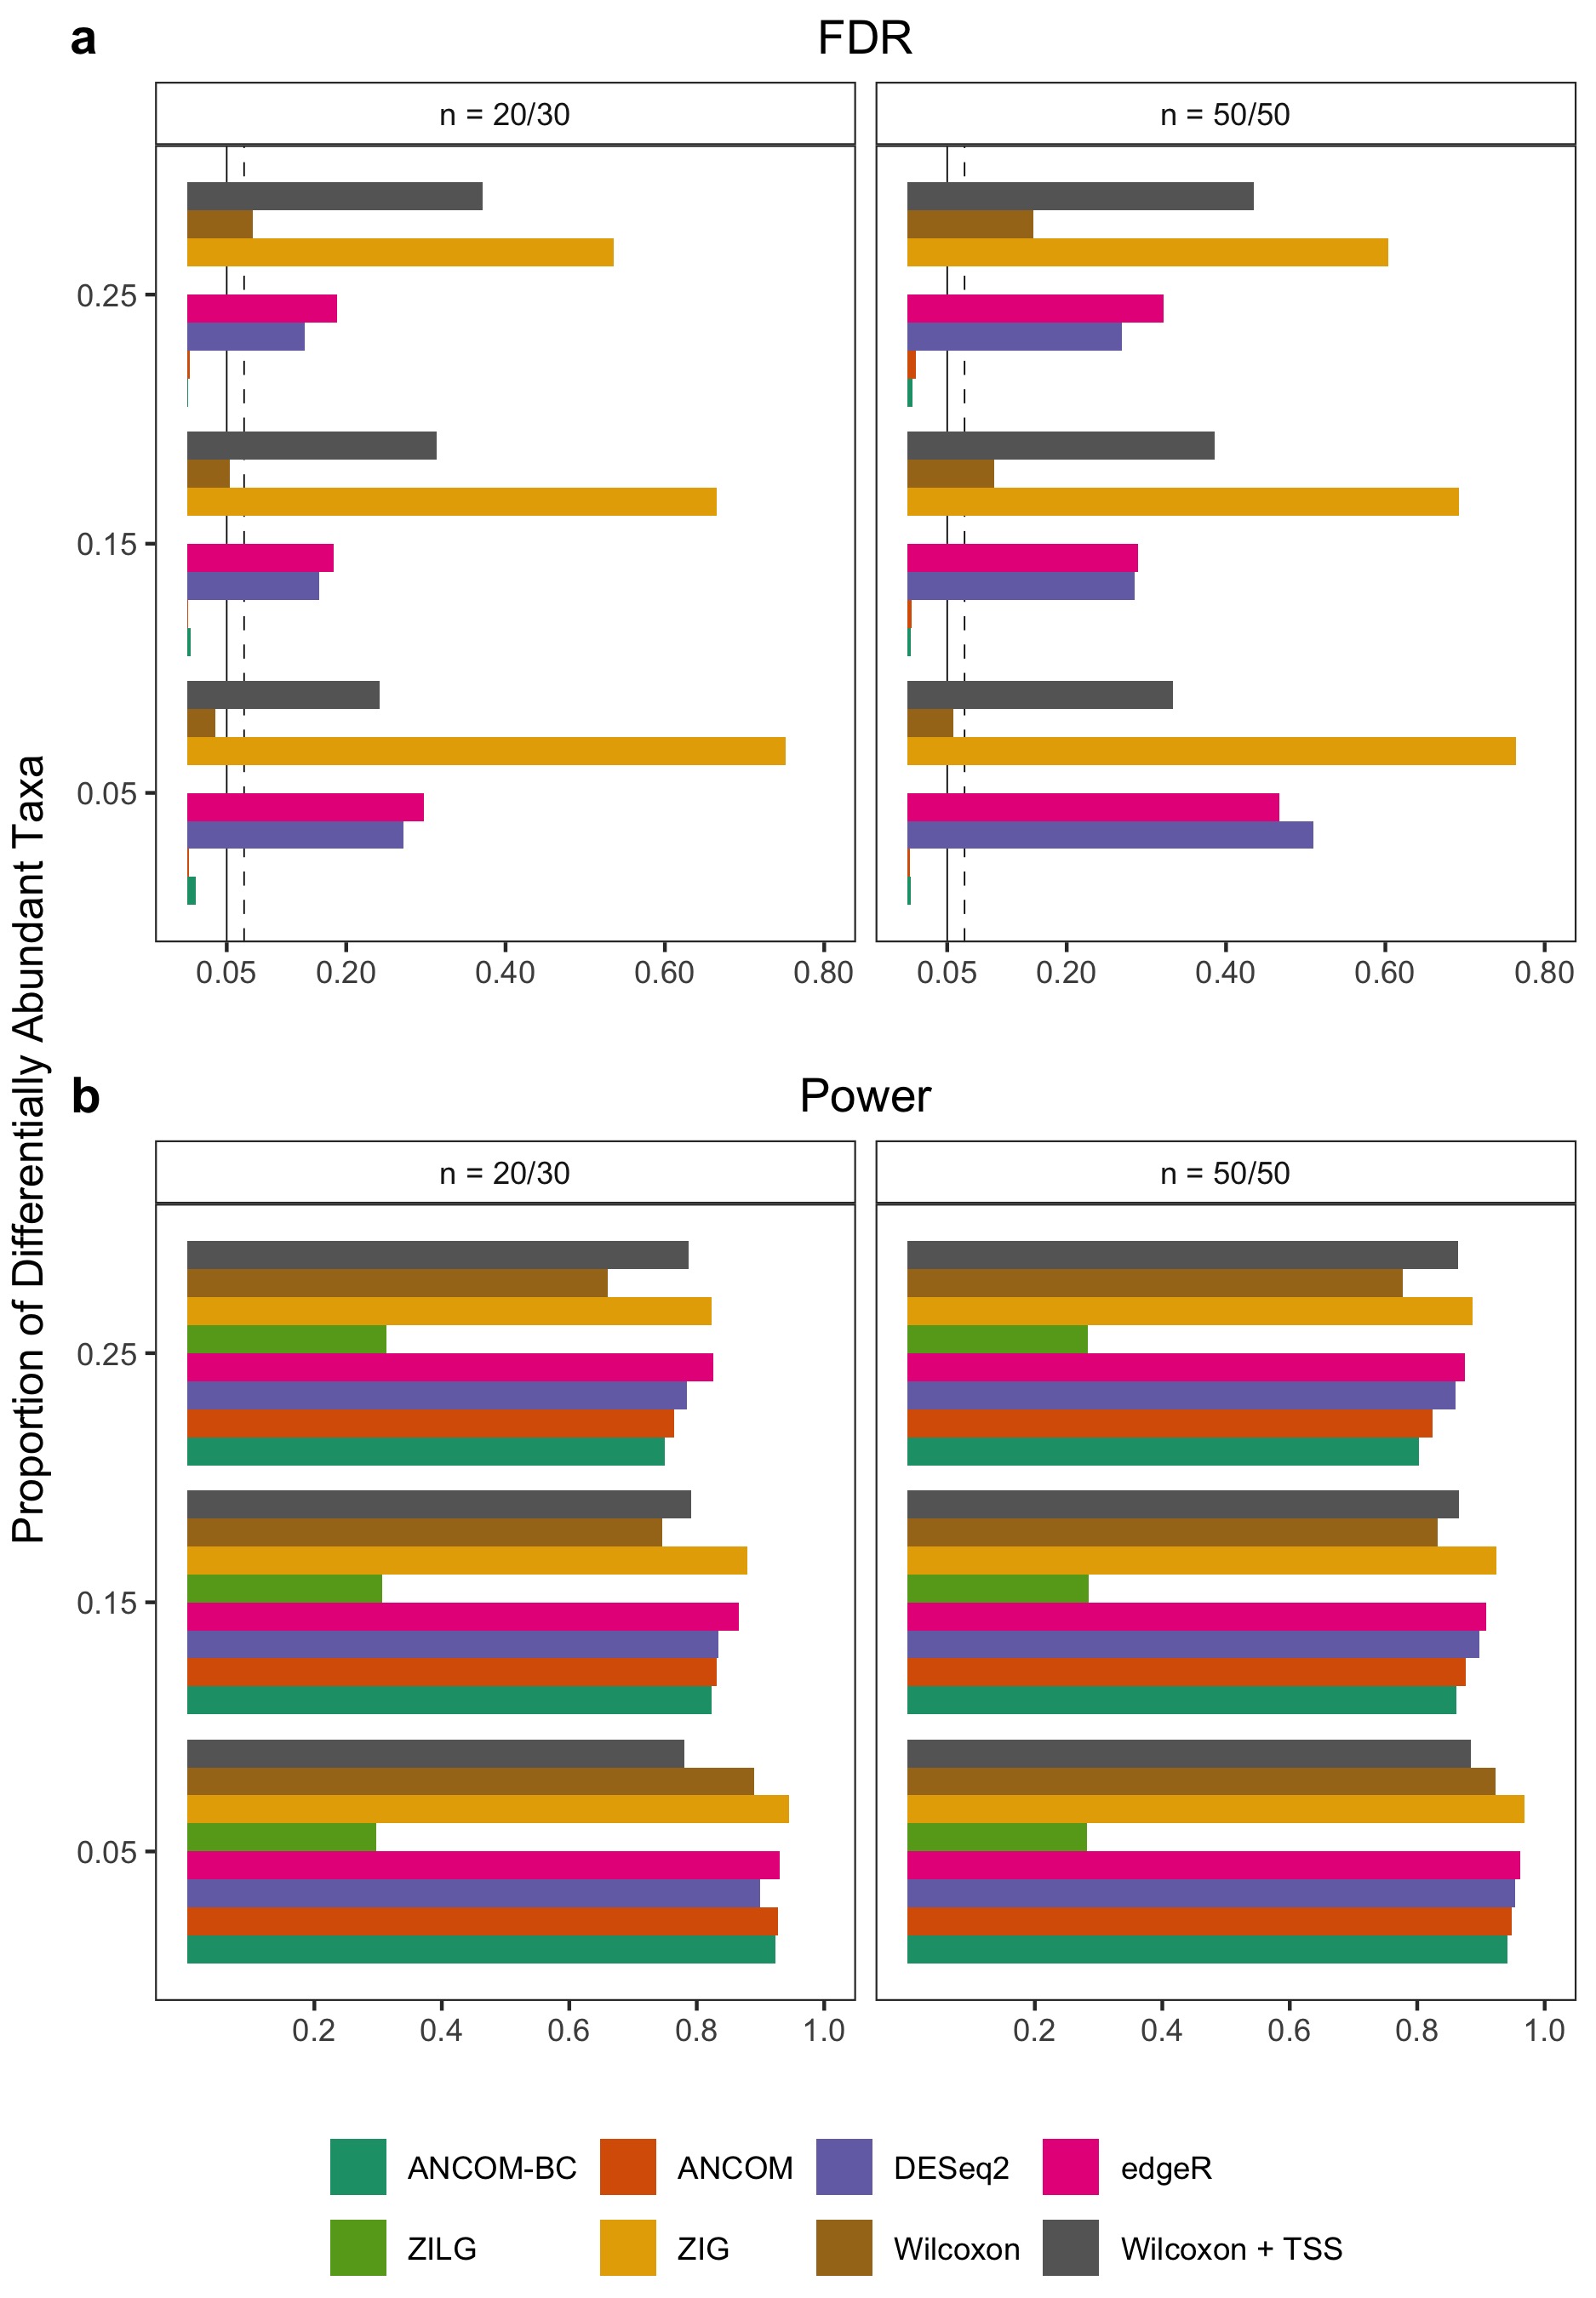 a
FDR
n = 20/30
n = 50/50
0.25
0.15
0.05
0.05 0.20 0.40 0.60 0.80
0.05 0.20 0.40 0.60 0.80
Proportion of Differentially Abundant Taxa
b
Power
n = 20/30
n = 50/50
0.25
0.15
0.05
0.2 0.4 0.6 0.8 1.0
0.2 0.4 0.6 0.8 1.0
ANCOM-BC ANCOM DESeq2 edgeR
ZILG ZIG Wilcoxon Wilcoxon + TSS